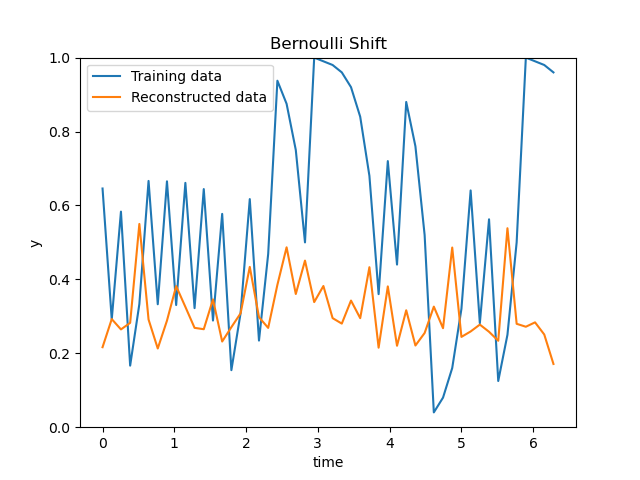 Bernoulli Shift
Training data
Reconstructed data
1.0
0.8
0.6
0.4
0.2
0.0
y
0 1 2 3 4 5 6
time